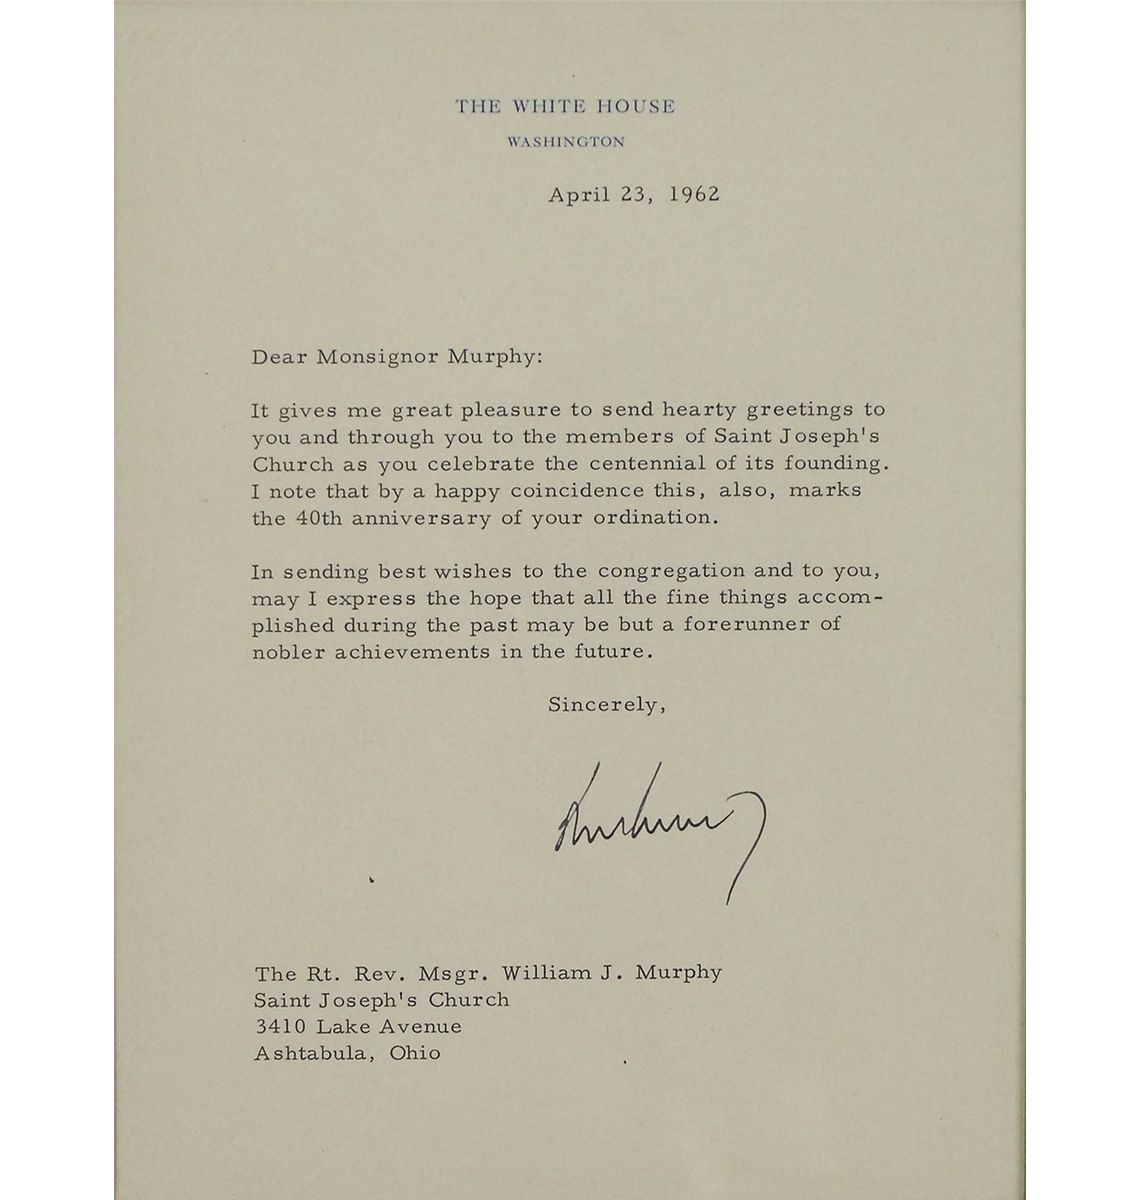 THE WHITE HOUSE
WASHINGTON
April 23, 1962
Dear Monsignor Murphy:
It gives me great pleasure to send hearty greetings to
you and through you to the members of Saint Joseph's
Church as you celebrate the centennial of its founding.
I note that by a happy coincidence this, also, marks
the 40th anniversary of your ordination.
In sending best wishes to the congregation and to you,
may I express the hope that all the fine things accom-
plished during the past may be but a forerunner of
nobler achievements in the future.
Sincerely,
The Rt. Rev. Msgr. William J. Murphy
Saint Joseph's Church
3410 Lake Avenue
Ashtabula, Ohio